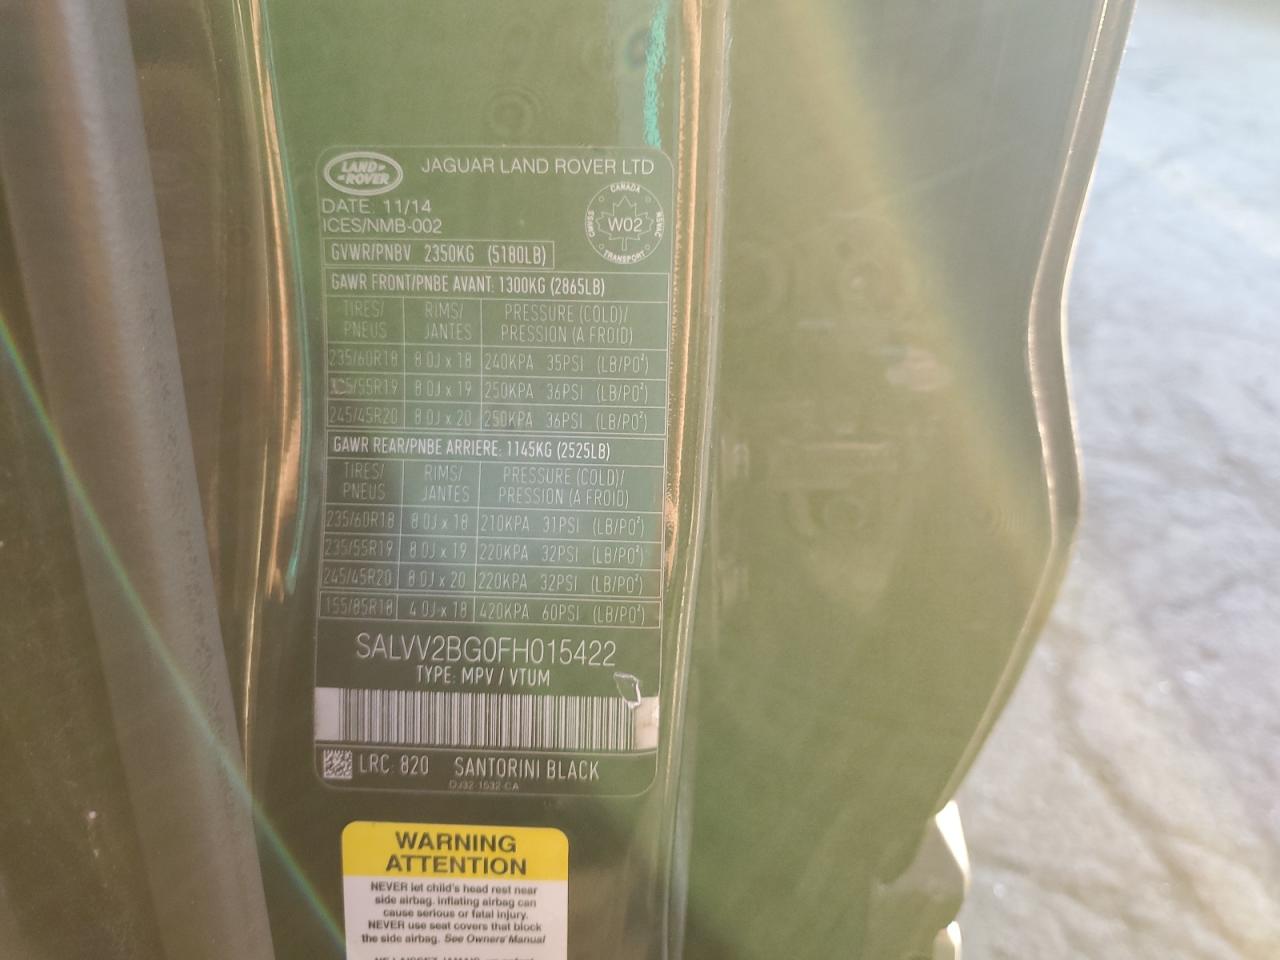 LAND ROVER
JAGUAR LAND ROVER LTD
DATE: 11/14
ICES/NMB-002
CANADA
CMVSS W02 NSVAC
TRANSPORT
GVWR/PNBV 2350KG (5180LB)
GAWR FRONT/PNBE AVANT: 1300KG (2865LB)
TIRES/ RIMS/ PRESSURE (COLD)/
PNEUS JANTES PRESSION (A FROID)
235/60R18 8.0J x 18 240KPA 35PSI (LB/PO²)
8.0J x 19 250KPA 36PSI (LB/PO²)
245/45R20 8.0J x 20 250KPA 36PSI (LB/PO²)
GAWR REAR/PNBE ARRIERE: 1145KG (2525LB)
TIRES/ RIMS/ PRESSURE (COLD)/
PNEUS JANTES PRESSION (A FROID)
235/60R18 8.0J x 18 210KPA 31PSI (LB/PO²)
235/55R19 8.0J x 19 220KPA 32PSI (LB/PO²)
245/45R20 8.0J x 20 220KPA 32PSI (LB/PO²)
155/85R18 4.0J x 18 420KPA 60PSI (LB/PO²)
SALVV2BG0FH015422
TYPE: MPV / VTUM
LRC: 820 SANTORINI BLACK
DJ32-1532-CA
WARNING
ATTENTION
NEVER let child's head rest near
side airbag. Inflating airbag can
cause serious or fatal injury.
NEVER use seat covers that block
the side airbag. See Owners' Manual